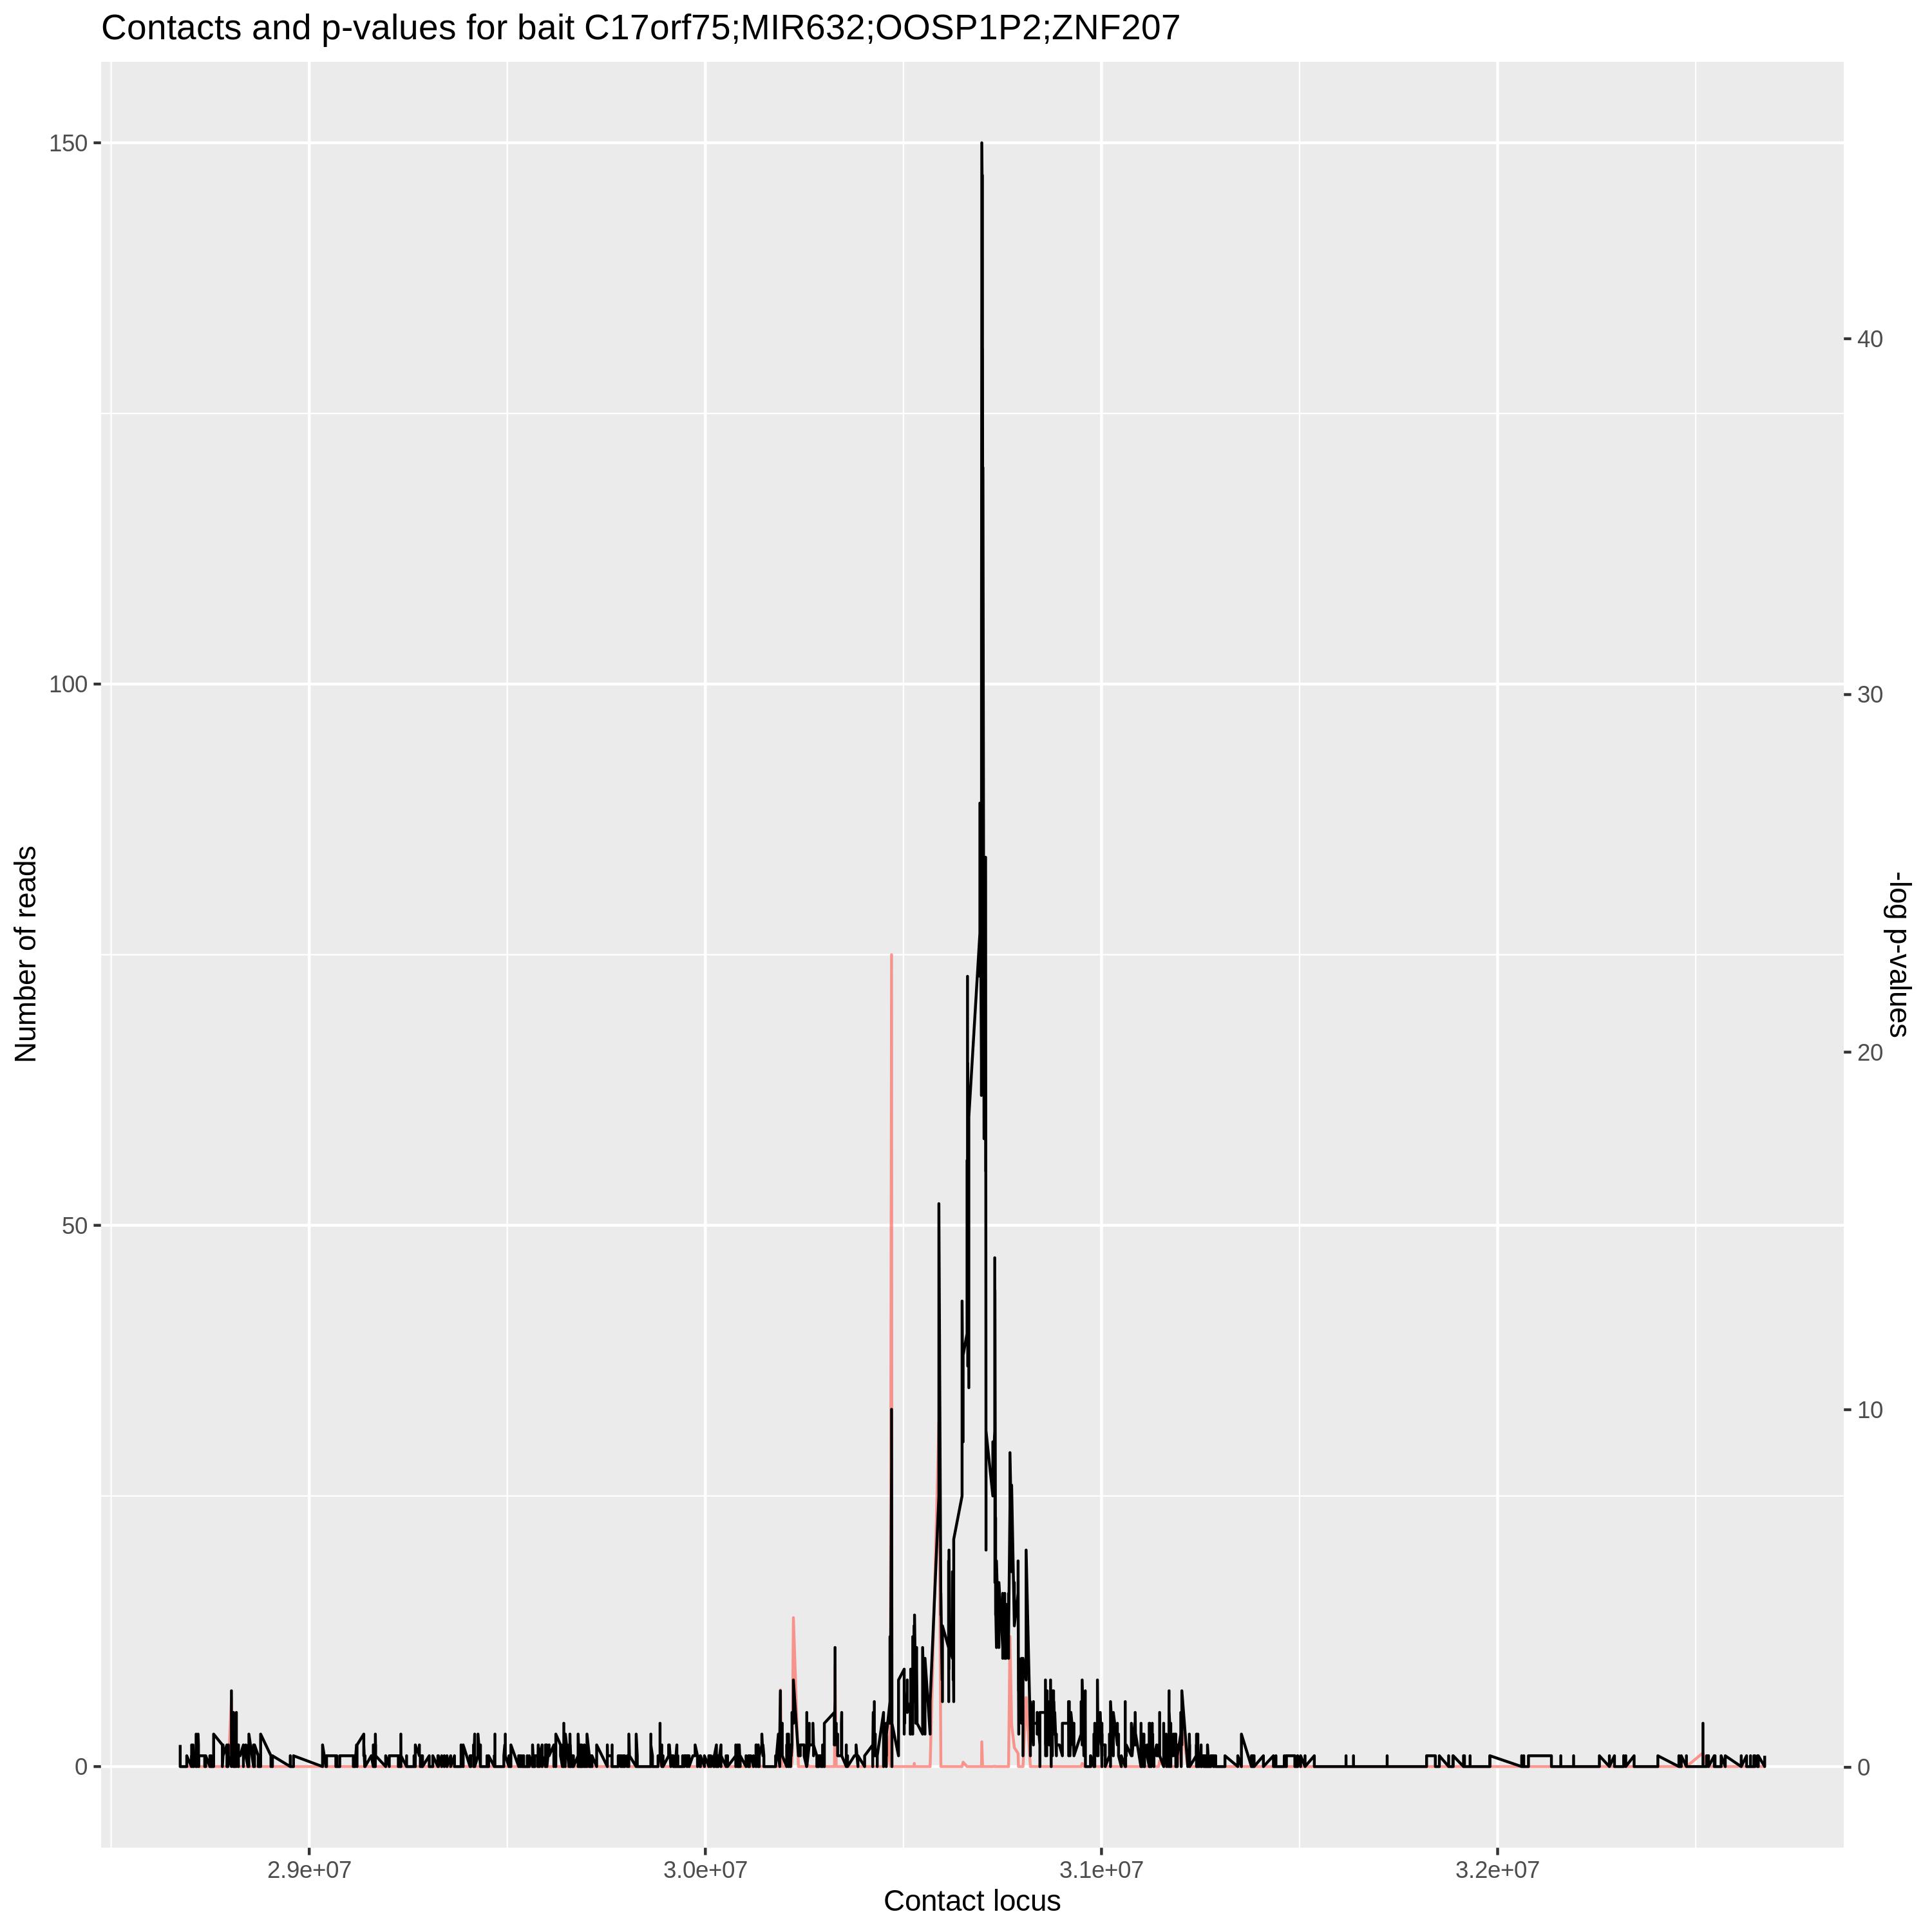 Contacts and p-values for bait C17orf75;MIR632;OOSP1P2;ZNF207
150
100
50
0
Number of reads
40
30
20
10
0
-log p-values
2.9e+07
3.0e+07
3.1e+07
3.2e+07
Contact locus